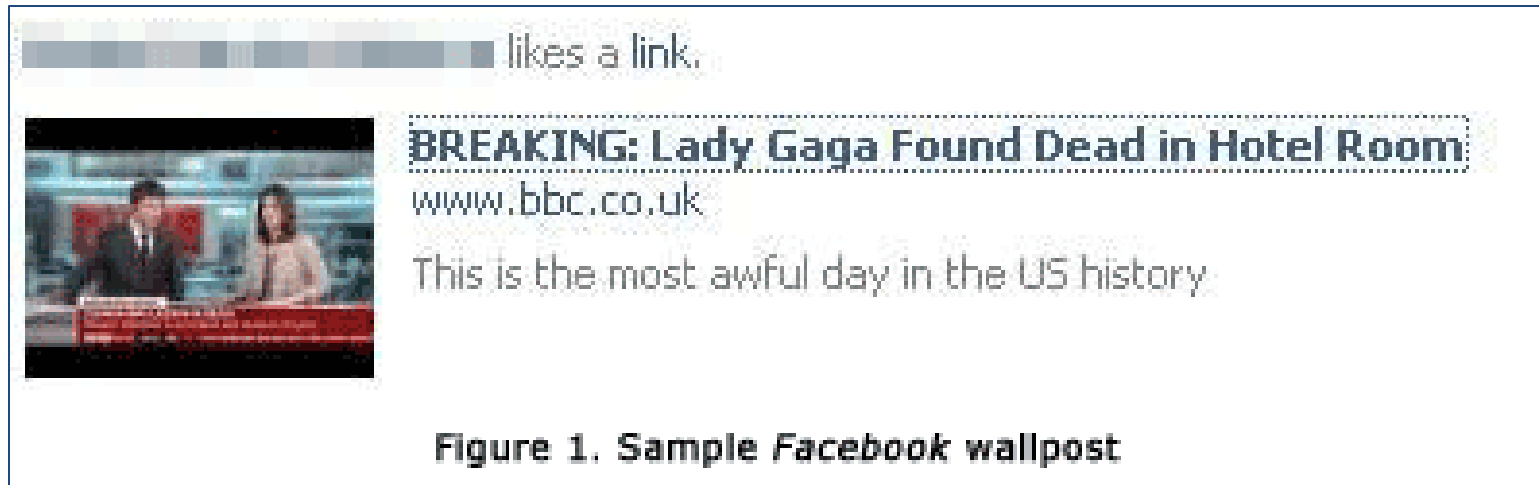 likes a link.
BREAKING: Lady Gaga Found Dead in Hotel Room
www.bbc.co.uk
This is the most awful day in the US history
Figure 1. Sample Facebook wallpost